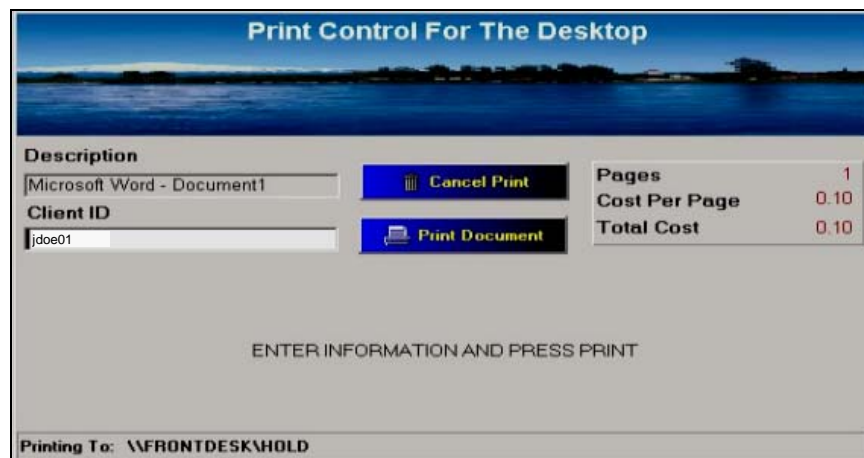 Print Control For The Desktop
Description
Microsoft Word - Document1
Client ID
jdoe01
Cancel Print
Print Document
Pages 1
Cost Per Page 0.10
Total Cost 0.10
ENTER INFORMATION AND PRESS PRINT
Printing To: \\FRONTDESK\HOLD